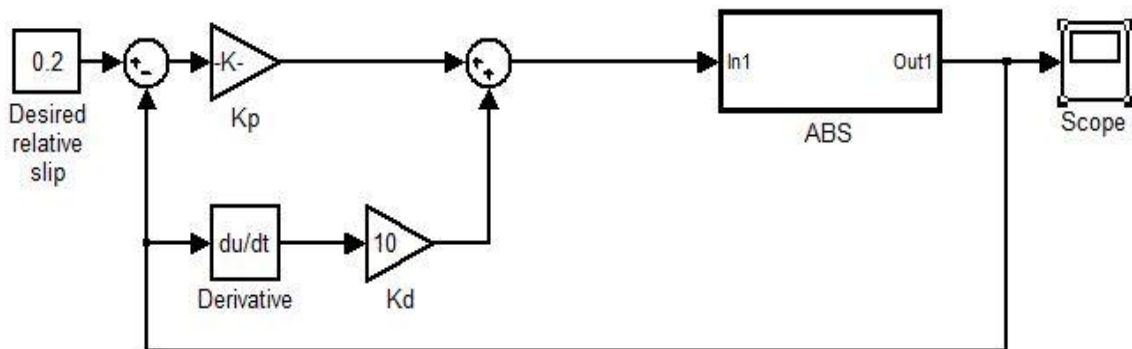 0.2
Desired
relative
slip
+
-
-K-
Kp
+
+
In1
Out1
ABS
Scope
du/dt
Derivative
10
Kd